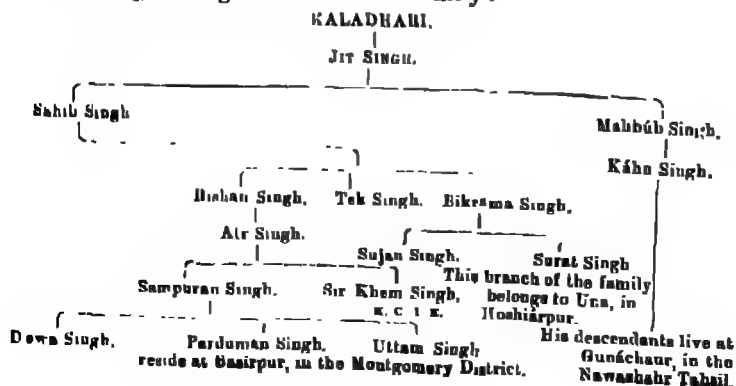 KALADHARI.
JIT SINGH.
Sahib Singh
Mahbúb Singh.
Káhn Singh.
Bishan Singh. Tek Singh. Bikrama Singh.
Atr Singh.
Sujan Singh. Surat Singh
This branch of the family
belongs to Una, in
Hoshiárpur.
Sampuran Singh. Sir Khem Singh,
K. C I E.
Dewa Singh. Parduman Singh. Uttam Singh
reside at Basirpur, in the Montgomery District.
His descendants live at
Gunáchaur, in the
Nawashahr Tahsil.